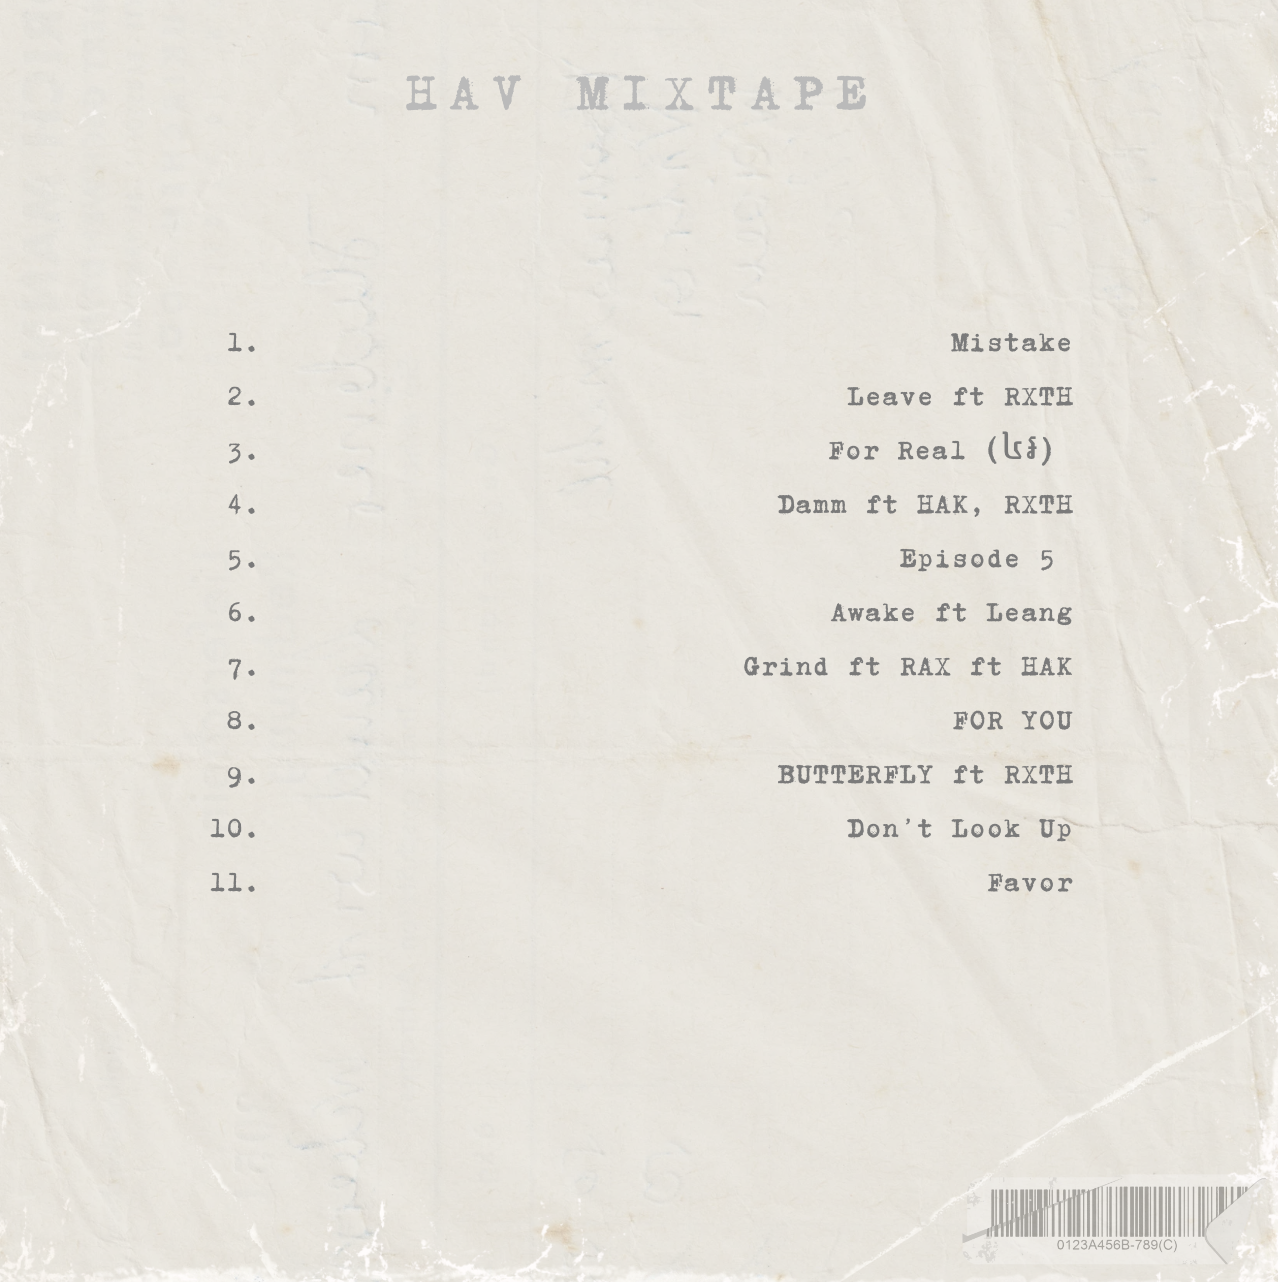 HAV MIXTAPE
1. Mistake
2. Leave ft RXTH
3. For Real
4. Damm ft HAK, RXTH
5. Episode 5
6. Awake ft Leang
7. Grind ft RAX ft HAK
8. FOR YOU
9. BUTTERFLY ft RXTH
10. Don't Look Up
11. Favor
0123A456B-789(C)